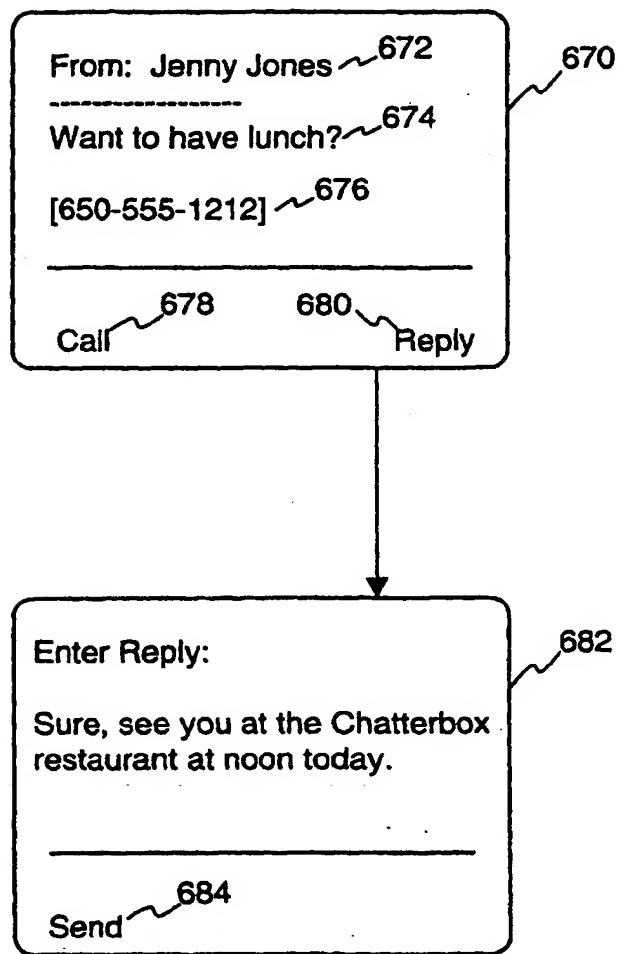 From: Jenny Jones 672
670
Want to have lunch? 674
[650-555-1212] 676
678 680
Call Reply
Enter Reply:
682
Sure, see you at the Chatterbox
restaurant at noon today.
684
Send